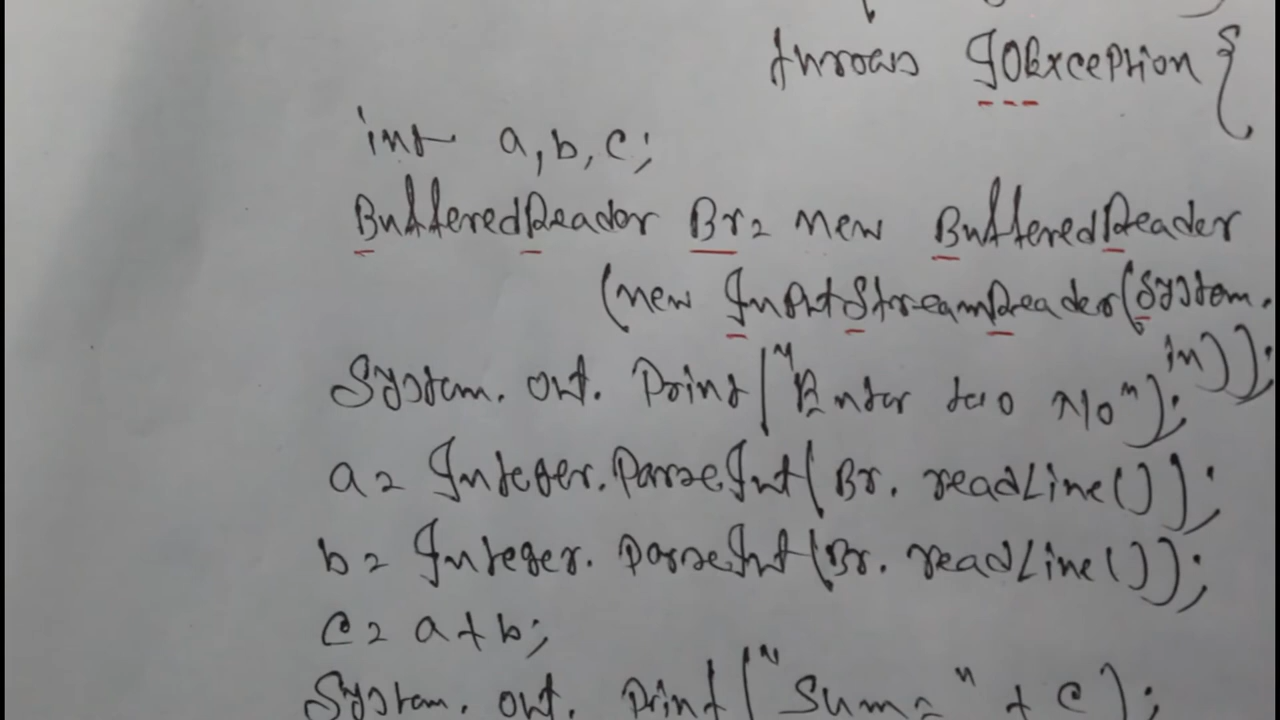 throws IOException {
int a, b, c;
BufferedReader Br = new BufferedReader
(new InputStreamReader(System.
in));
System. out. Print("Enter two no");
a = Integer. ParseInt( Br. readLine());
b = Integer. ParseInt(Br. readLine());
c = a + b;
System. out. Print("Sum=" + c);